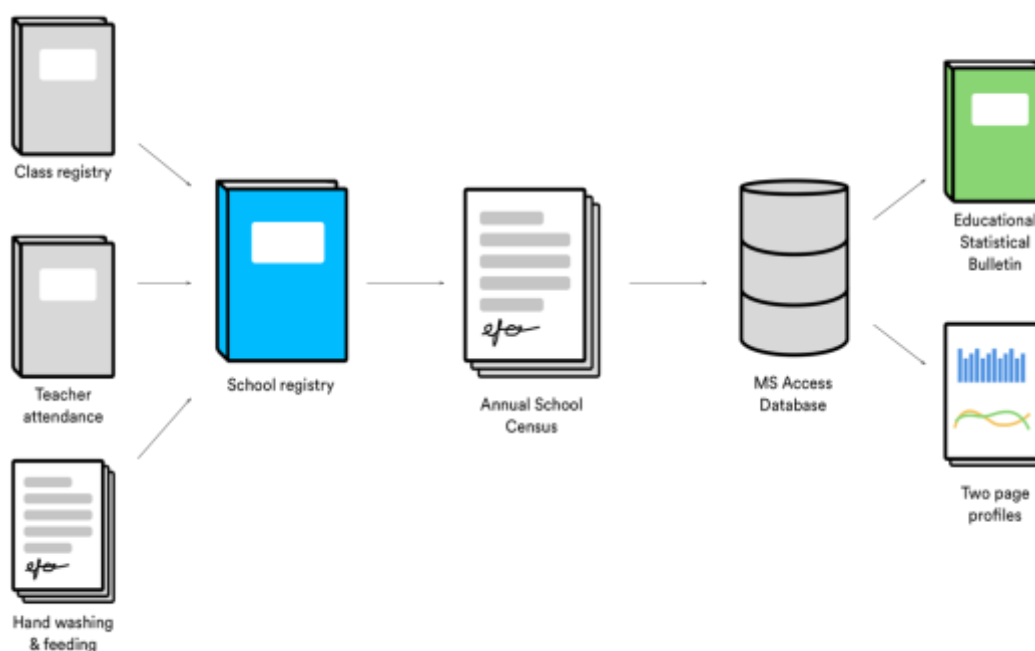 Class registry
Teacher
attendance
Hand washing
& feeding
School registry
Annual School
Census
MS Access
Database
Educational
Statistical
Bulletin
Two page
profiles